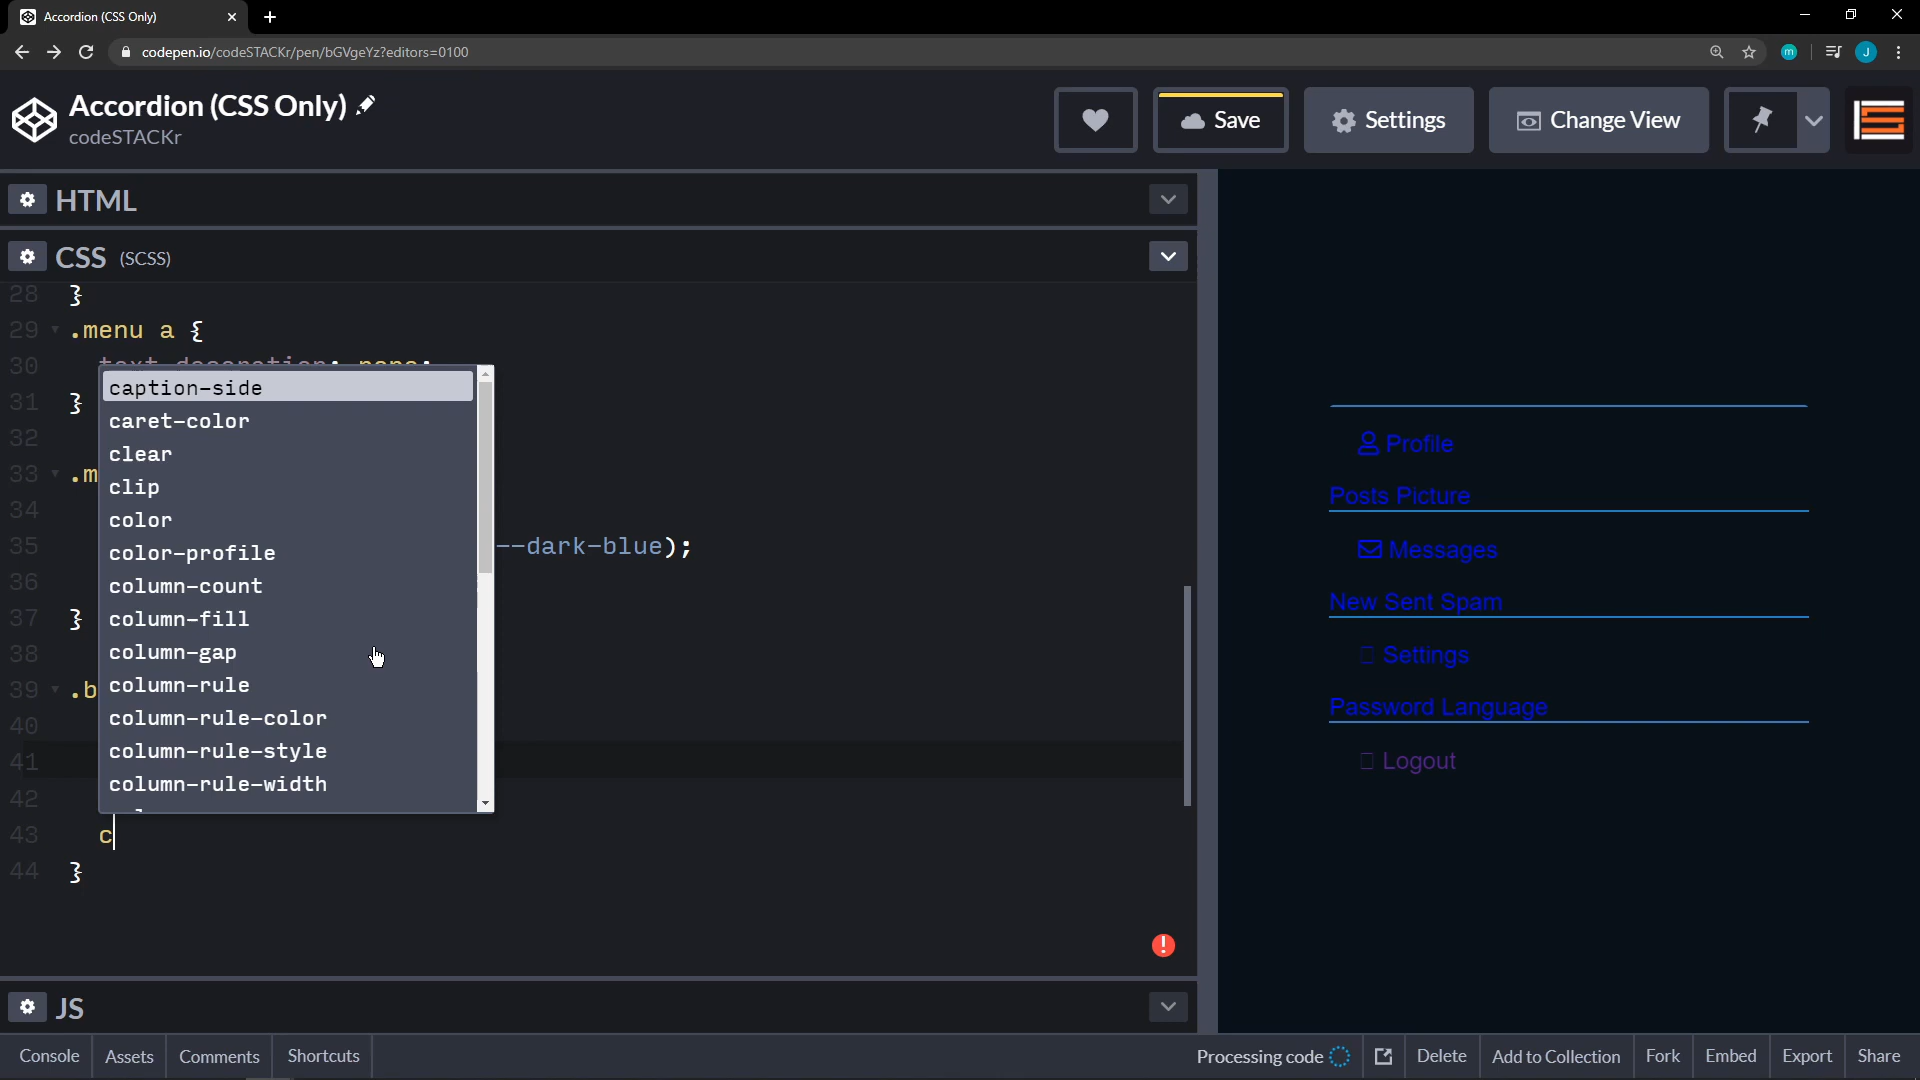 Accordion (CSS Only)
codepen.io/codeSTACKr/pen/bGVgeYz?editors=0100
m
J
Accordion (CSS Only)
codeSTACKr
Save
Settings
Change View
HTML
CSS (SCSS)
28 }
29 .menu a {
30 text-decoration: none;
31 }
32
33 .m
34
35 --dark-blue);
36
37 }
38
39 .b
40
41
42
43 c
44 }
caption-side
caret-color
clear
clip
color
color-profile
column-count
column-fill
column-gap
column-rule
column-rule-color
column-rule-style
column-rule-width
Profile
Posts Picture
Messages
New Sent Spam
Settings
Password Language
Logout
JS
Console
Assets
Comments
Shortcuts
Processing code
Delete
Add to Collection
Fork
Embed
Export
Share